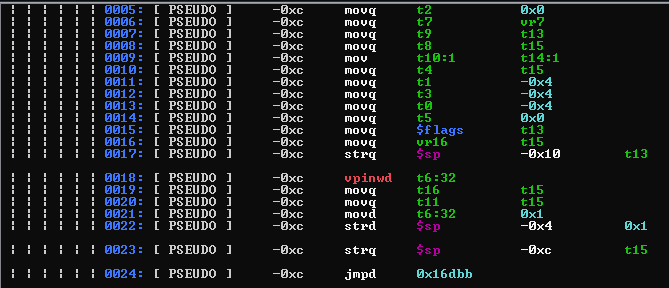 ¦ ¦ ¦ ¦ ¦ ¦ 0005: [ PSEUDO ] -0xc movq t2 0x0
¦ ¦ ¦ ¦ ¦ ¦ 0006: [ PSEUDO ] -0xc movq t7 vr7
¦ ¦ ¦ ¦ ¦ ¦ 0007: [ PSEUDO ] -0xc movq t9 t13
¦ ¦ ¦ ¦ ¦ ¦ 0008: [ PSEUDO ] -0xc movq t8 t15
¦ ¦ ¦ ¦ ¦ ¦ 0009: [ PSEUDO ] -0xc mov t10:1 t14:1
¦ ¦ ¦ ¦ ¦ ¦ 0010: [ PSEUDO ] -0xc movq t4 t15
¦ ¦ ¦ ¦ ¦ ¦ 0011: [ PSEUDO ] -0xc movq t1 -0x4
¦ ¦ ¦ ¦ ¦ ¦ 0012: [ PSEUDO ] -0xc movq t3 -0x4
¦ ¦ ¦ ¦ ¦ ¦ 0013: [ PSEUDO ] -0xc movq t0 -0x4
¦ ¦ ¦ ¦ ¦ ¦ 0014: [ PSEUDO ] -0xc movq t5 0x0
¦ ¦ ¦ ¦ ¦ ¦ 0015: [ PSEUDO ] -0xc movq $flags t13
¦ ¦ ¦ ¦ ¦ ¦ 0016: [ PSEUDO ] -0xc movq vr16 t15
¦ ¦ ¦ ¦ ¦ ¦ 0017: [ PSEUDO ] -0xc strq $sp -0x10 t13
¦ ¦ ¦ ¦ ¦ ¦ 0018: [ PSEUDO ] -0xc vpinwd t6:32
¦ ¦ ¦ ¦ ¦ ¦ 0019: [ PSEUDO ] -0xc movq t16 t15
¦ ¦ ¦ ¦ ¦ ¦ 0020: [ PSEUDO ] -0xc movq t11 t15
¦ ¦ ¦ ¦ ¦ ¦ 0021: [ PSEUDO ] -0xc movd t6:32 0x1
¦ ¦ ¦ ¦ ¦ ¦ 0022: [ PSEUDO ] -0xc strd $sp -0x4 0x1
¦ ¦ ¦ ¦ ¦ ¦ 0023: [ PSEUDO ] -0xc strq $sp -0xc t15
¦ ¦ ¦ ¦ ¦ ¦ 0024: [ PSEUDO ] -0xc jmpd 0x16dbb